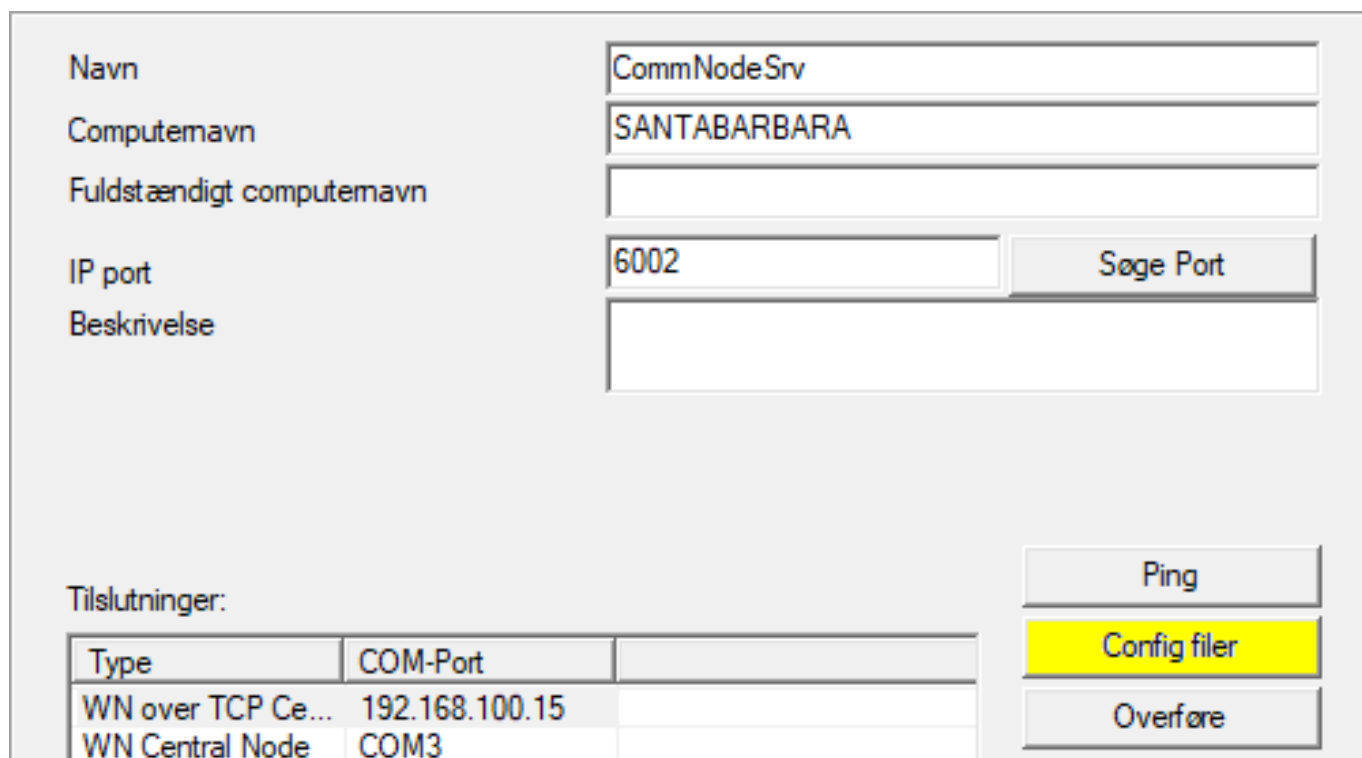 Navn CommNodeSrv
Computernavn SANTABARBARA
Fuldstændigt computernavn
IP port 6002 Søge Port
Beskrivelse
Ping
Tilslutninger:
Config filer
Type COM-Port
WN over TCP Ce... 192.168.100.15
Overføre
WN Central Node COM3